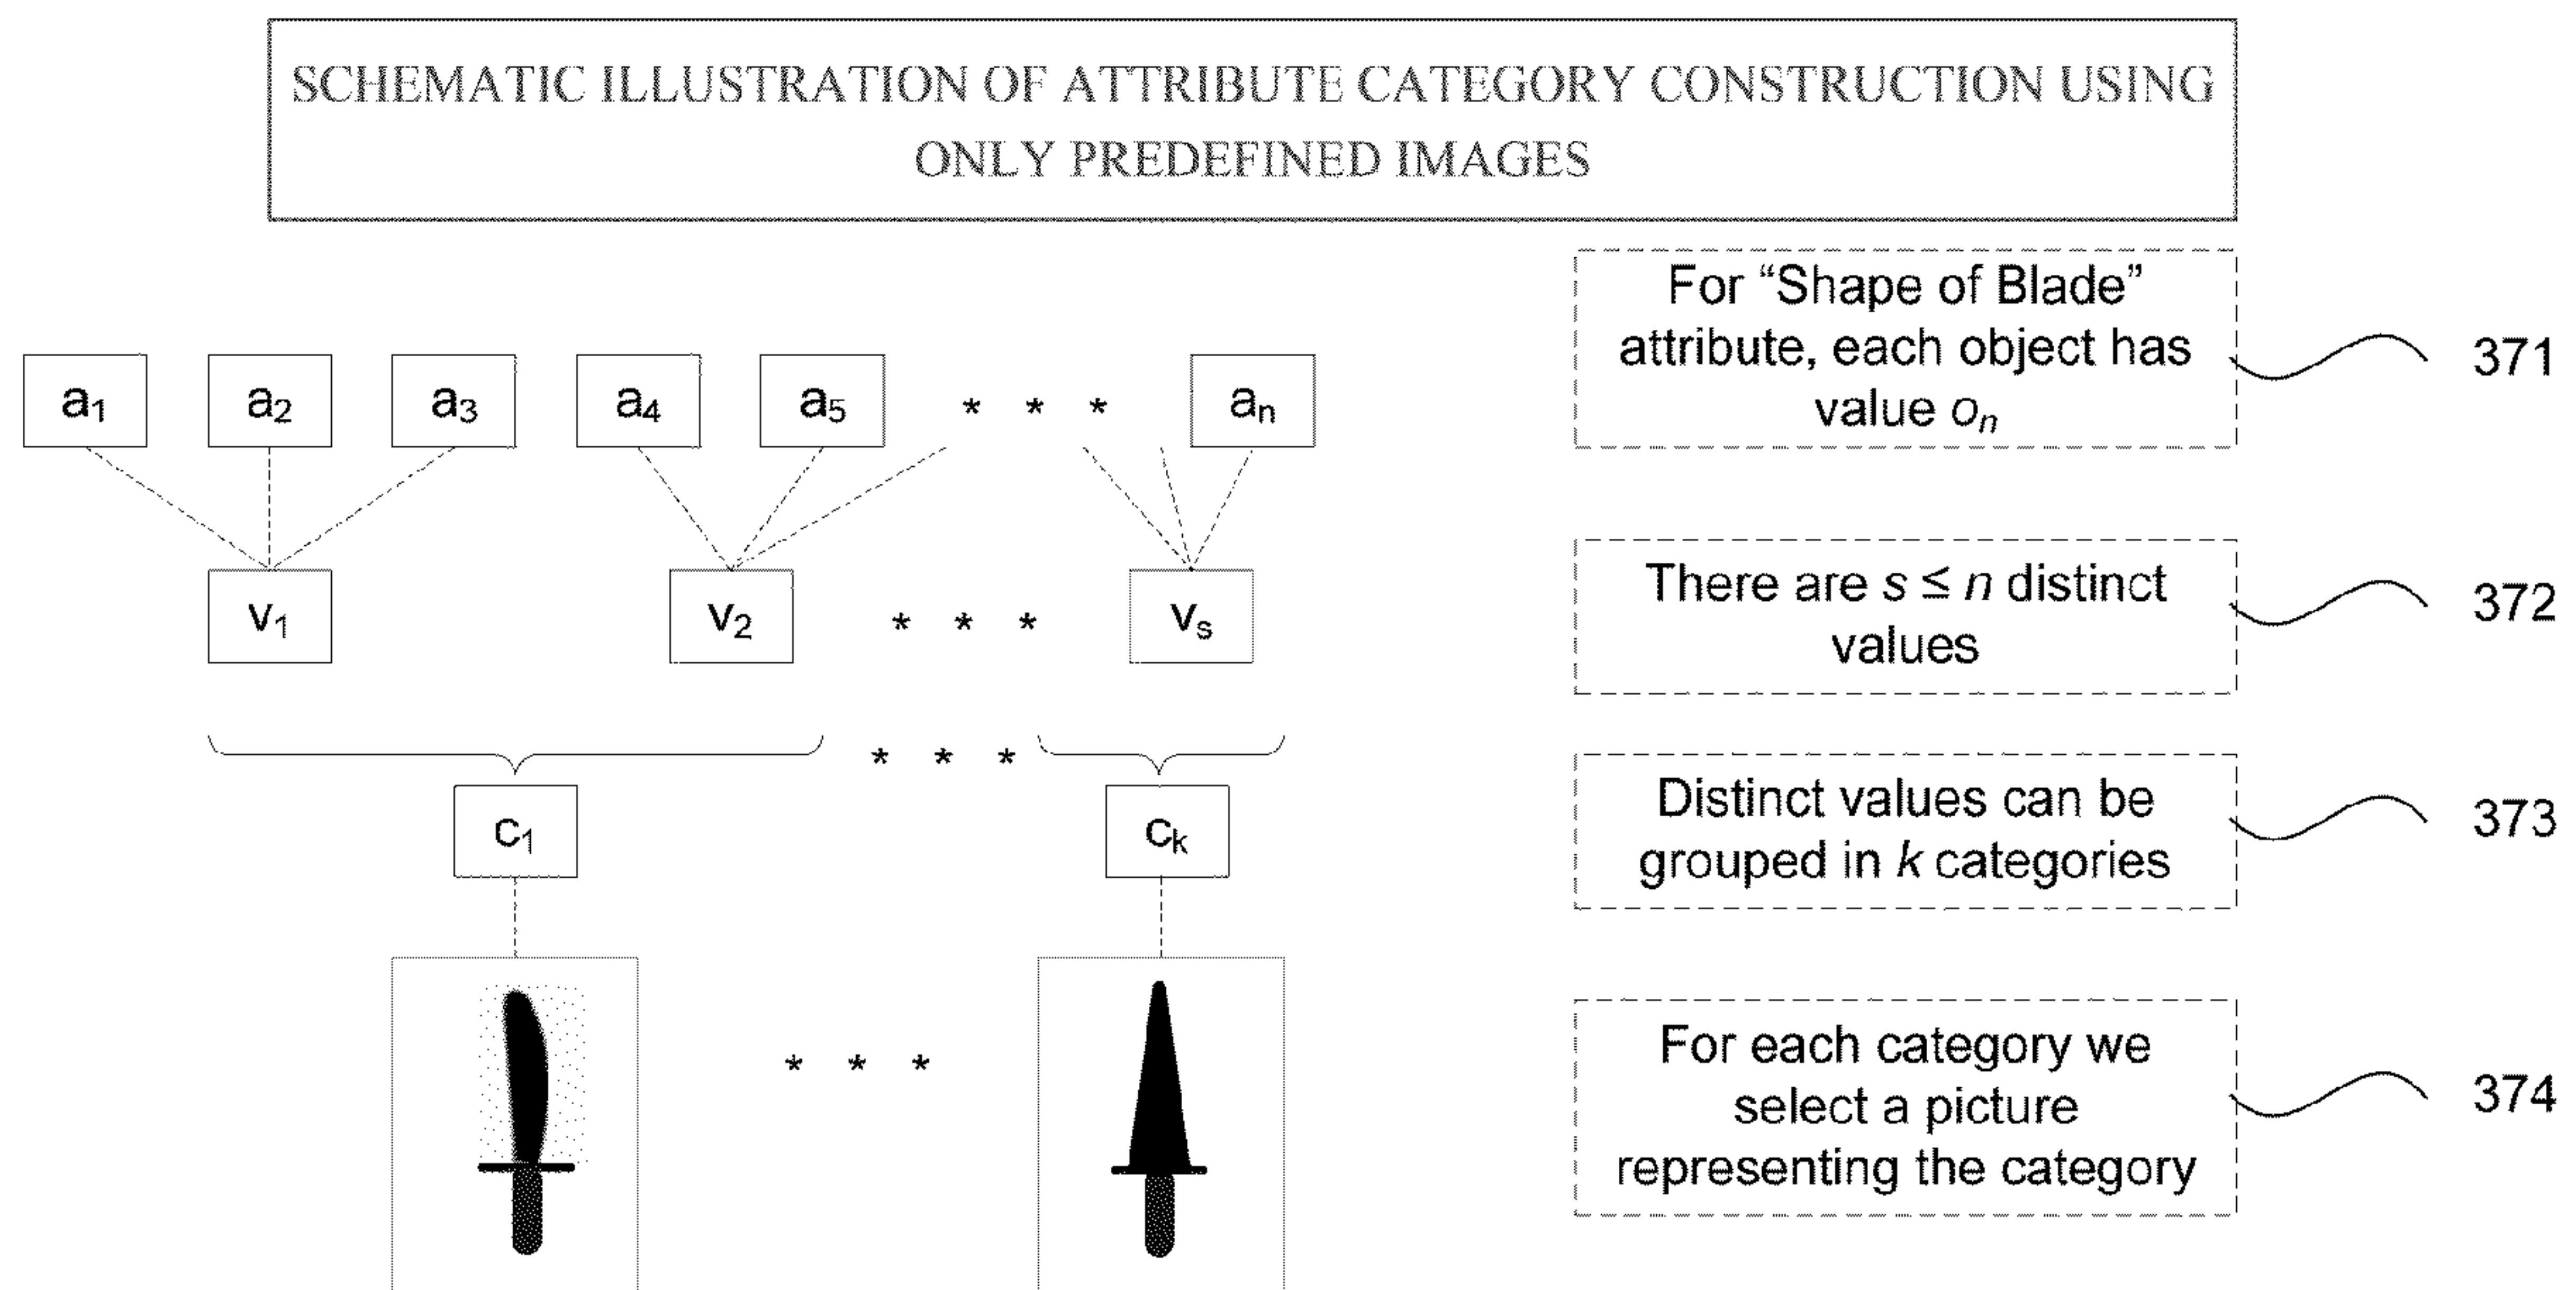 SCHEMATIC ILLUSTRATION OF ATTRIBUTE CATEGORY CONSTRUCTION USING
ONLY PREDEFINED IMAGES
a₁ a₂ a₃ a₄ a₅ * * * aₙ
For “Shape of Blade”
attribute, each object has
value oₙ
371
v₁ v₂ * * * vₛ
There are s ≤ n distinct
values
372
* * *
c₁ cₖ
Distinct values can be
grouped in k categories
373
* * *
For each category we
select a picture
representing the category
374